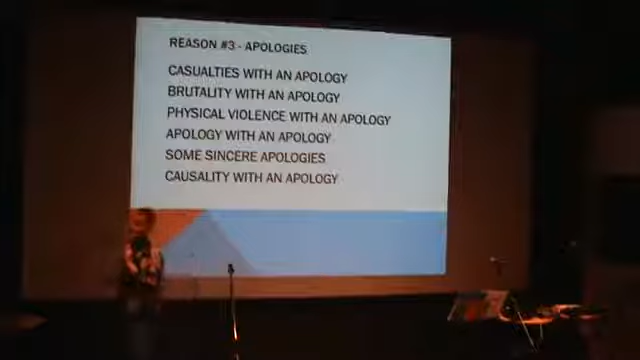 REASON #3 - APOLOGIES
CASUALTIES WITH AN APOLOGY
BRUTALITY WITH AN APOLOGY
PHYSICAL VIOLENCE WITH AN APOLOGY
APOLOGY WITH AN APOLOGY
SOME SINCERE APOLOGIES
CAUSALITY WITH AN APOLOGY